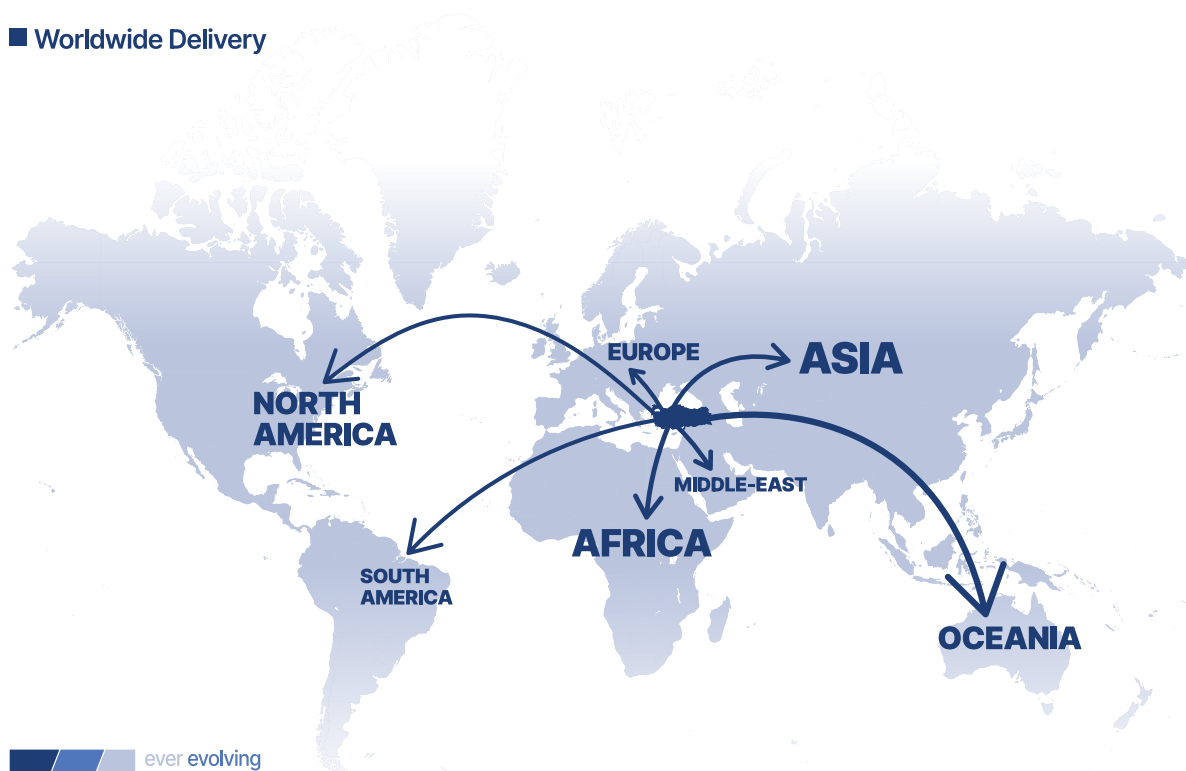 Worldwide Delivery
EUROPE
ASIA
NORTH
AMERICA
MIDDLE-EAST
AFRICA
SOUTH
AMERICA
OCEANIA
ever evolving